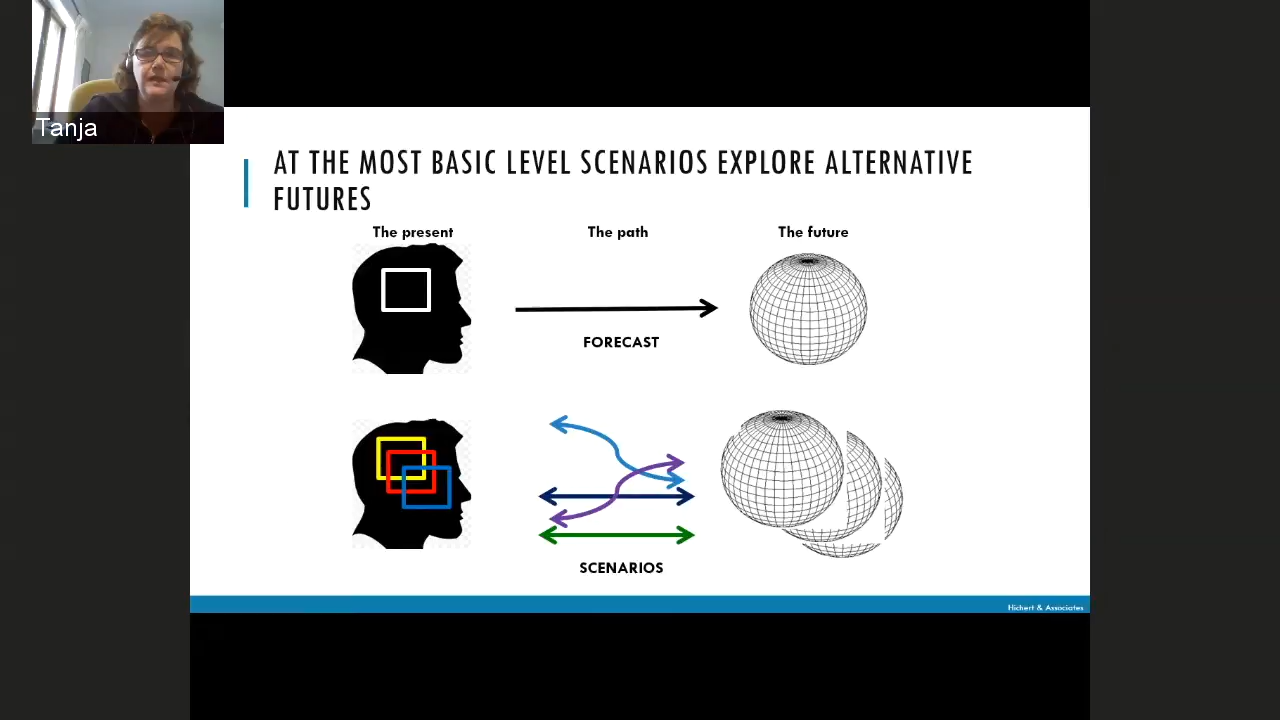 Tanja
AT THE MOST BASIC LEVEL SCENARIOS EXPLORE ALTERNATIVE
FUTURES
The present
The path
The future
FORECAST
SCENARIOS
Hichert & Associates